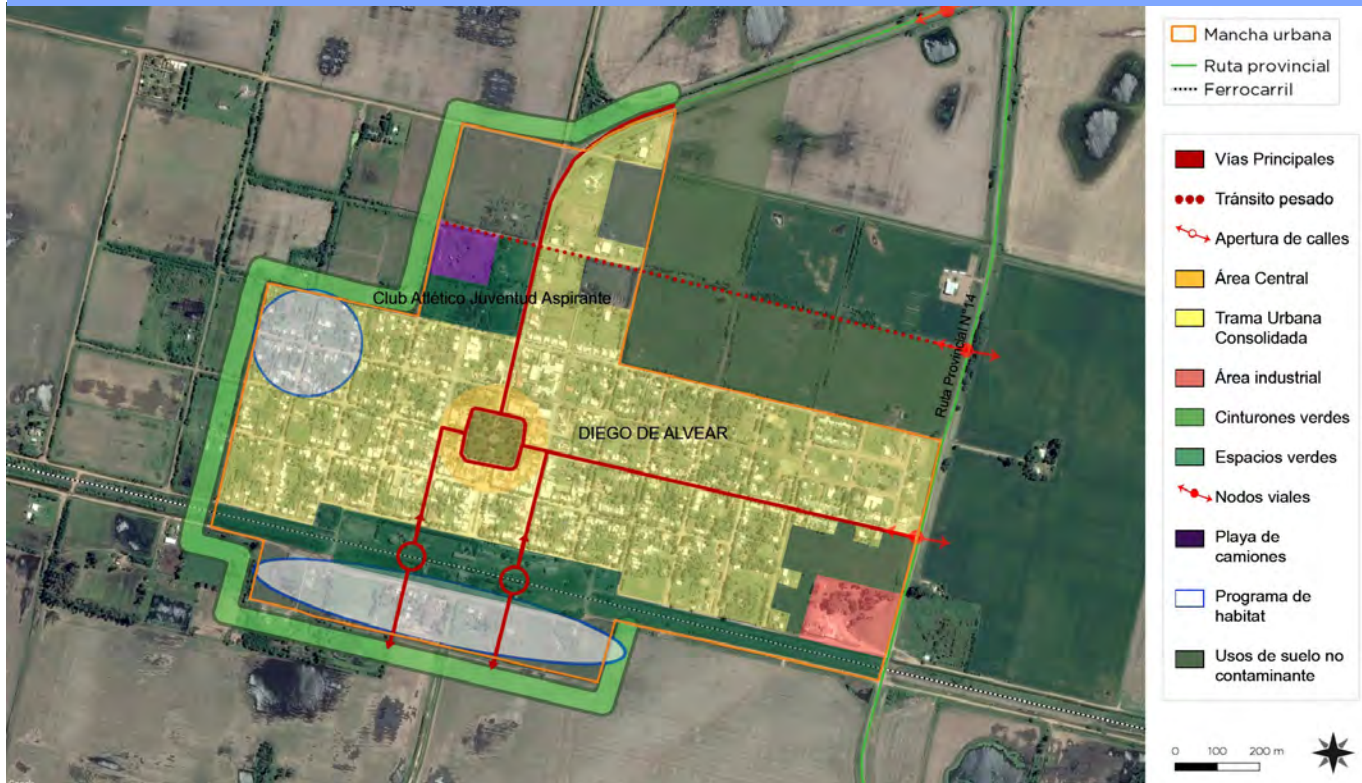 Mancha urbana
Ruta provincial
Ferrocarril
Vías Principales
Tránsito pesado
Apertura de calles
Área Central
Trama Urbana
Consolidada
Área industrial
Cinturones verdes
Espacios verdes
Nodos viales
Playa de
camiones
Programa de
habitat
Usos de suelo no
contaminante
0 100 200 m
Club Atlético Juventud Aspirante
DIEGO DE ALVEAR
Ruta Provincial N°14